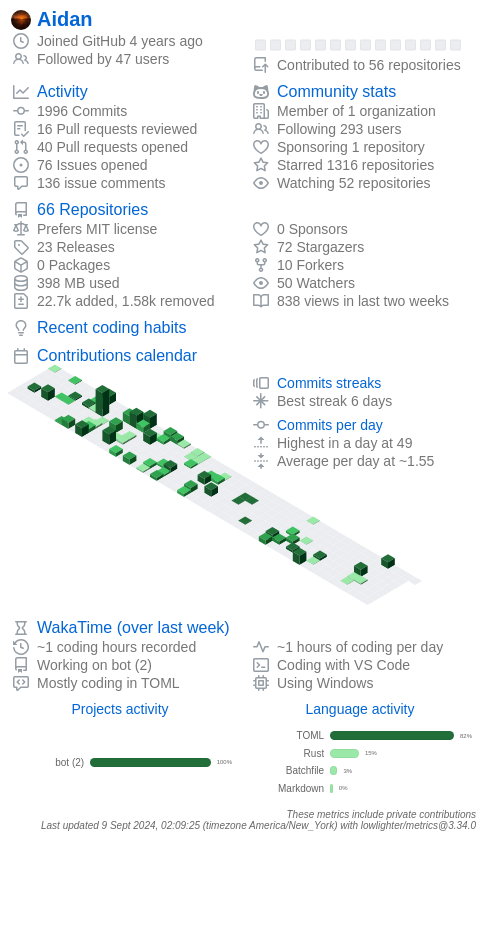 Aidan
Joined GitHub 4 years ago
Followed by 47 users
Contributed to 56 repositories
Activity
1996 Commits
16 Pull requests reviewed
40 Pull requests opened
76 Issues opened
136 issue comments
Community stats
Member of 1 organization
Following 293 users
Sponsoring 1 repository
Starred 1316 repositories
Watching 52 repositories
66 Repositories
Prefers MIT license
23 Releases
0 Packages
398 MB used
22.7k added, 1.58k removed
0 Sponsors
72 Stargazers
10 Forkers
50 Watchers
838 views in last two weeks
Recent coding habits
Contributions calendar
Commits streaks
Best streak 6 days
Commits per day
Highest in a day at 49
Average per day at ~1.55
WakaTime (over last week)
~1 coding hours recorded
Working on bot (2)
Mostly coding in TOML
~1 hours of coding per day
Coding with VS Code
Using Windows
Projects activity
bot (2) 100%
Language activity
TOML 82%
Rust 15%
Batchfile 3%
Markdown 0%
These metrics include private contributions
Last updated 9 Sept 2024, 02:09:25 (timezone America/New_York) with lowlighter/metrics@3.34.0